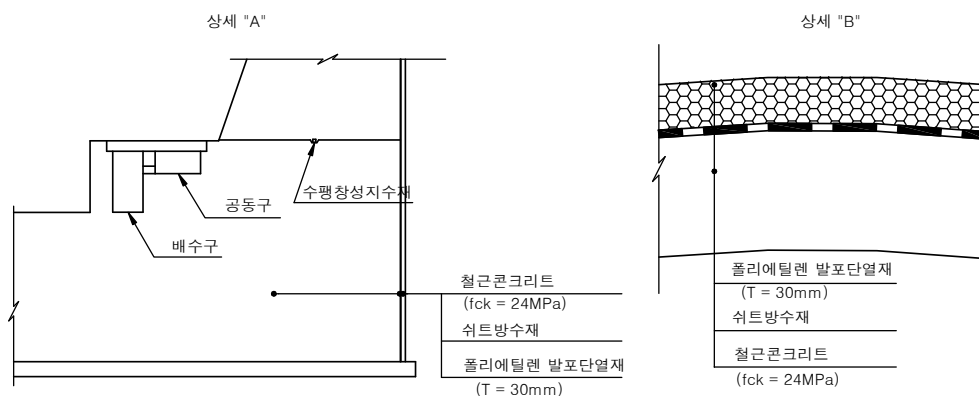 상세 "A"
수팽창성지수재
공동구
배수구
철근콘크리트
(fck = 24MPa)
쉬트방수재
폴리에틸렌 발포단열재
(T = 30mm)
상세 "B"
폴리에틸렌 발포단열재
(T = 30mm)
쉬트방수재
철근콘크리트
(fck = 24MPa)